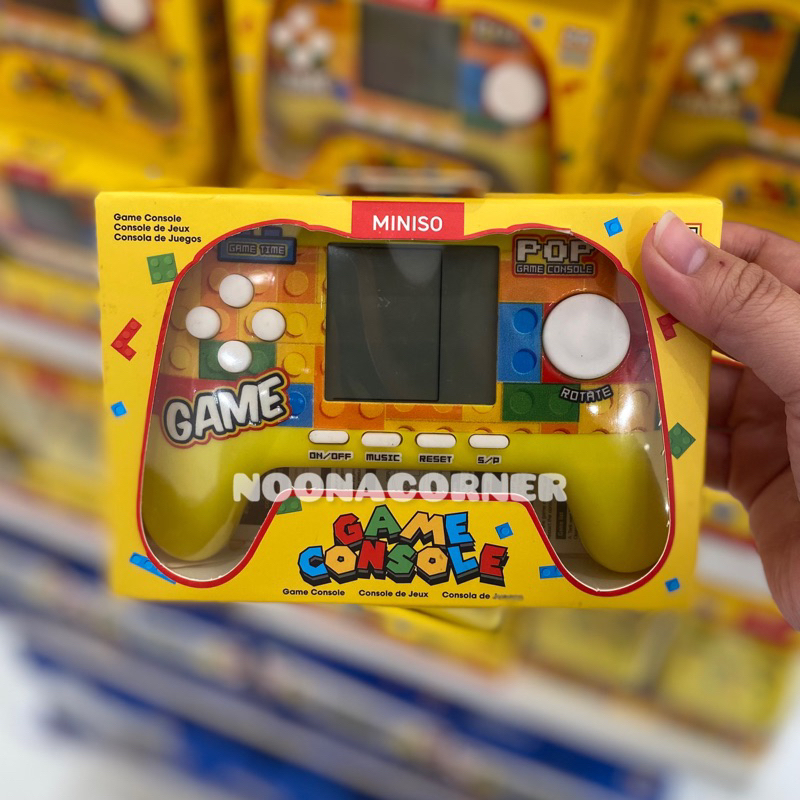 Game Console
Console de Jeux
Consola de Juegos
MINISO
GAME TIME
POP
GAME CONSOLE
GAME
ROTATE
ON/OFF MUSIC RESET S/P
NOONACORNER
GAME
CONSOLE
Game Console Console de Jeux Consola de Juegos